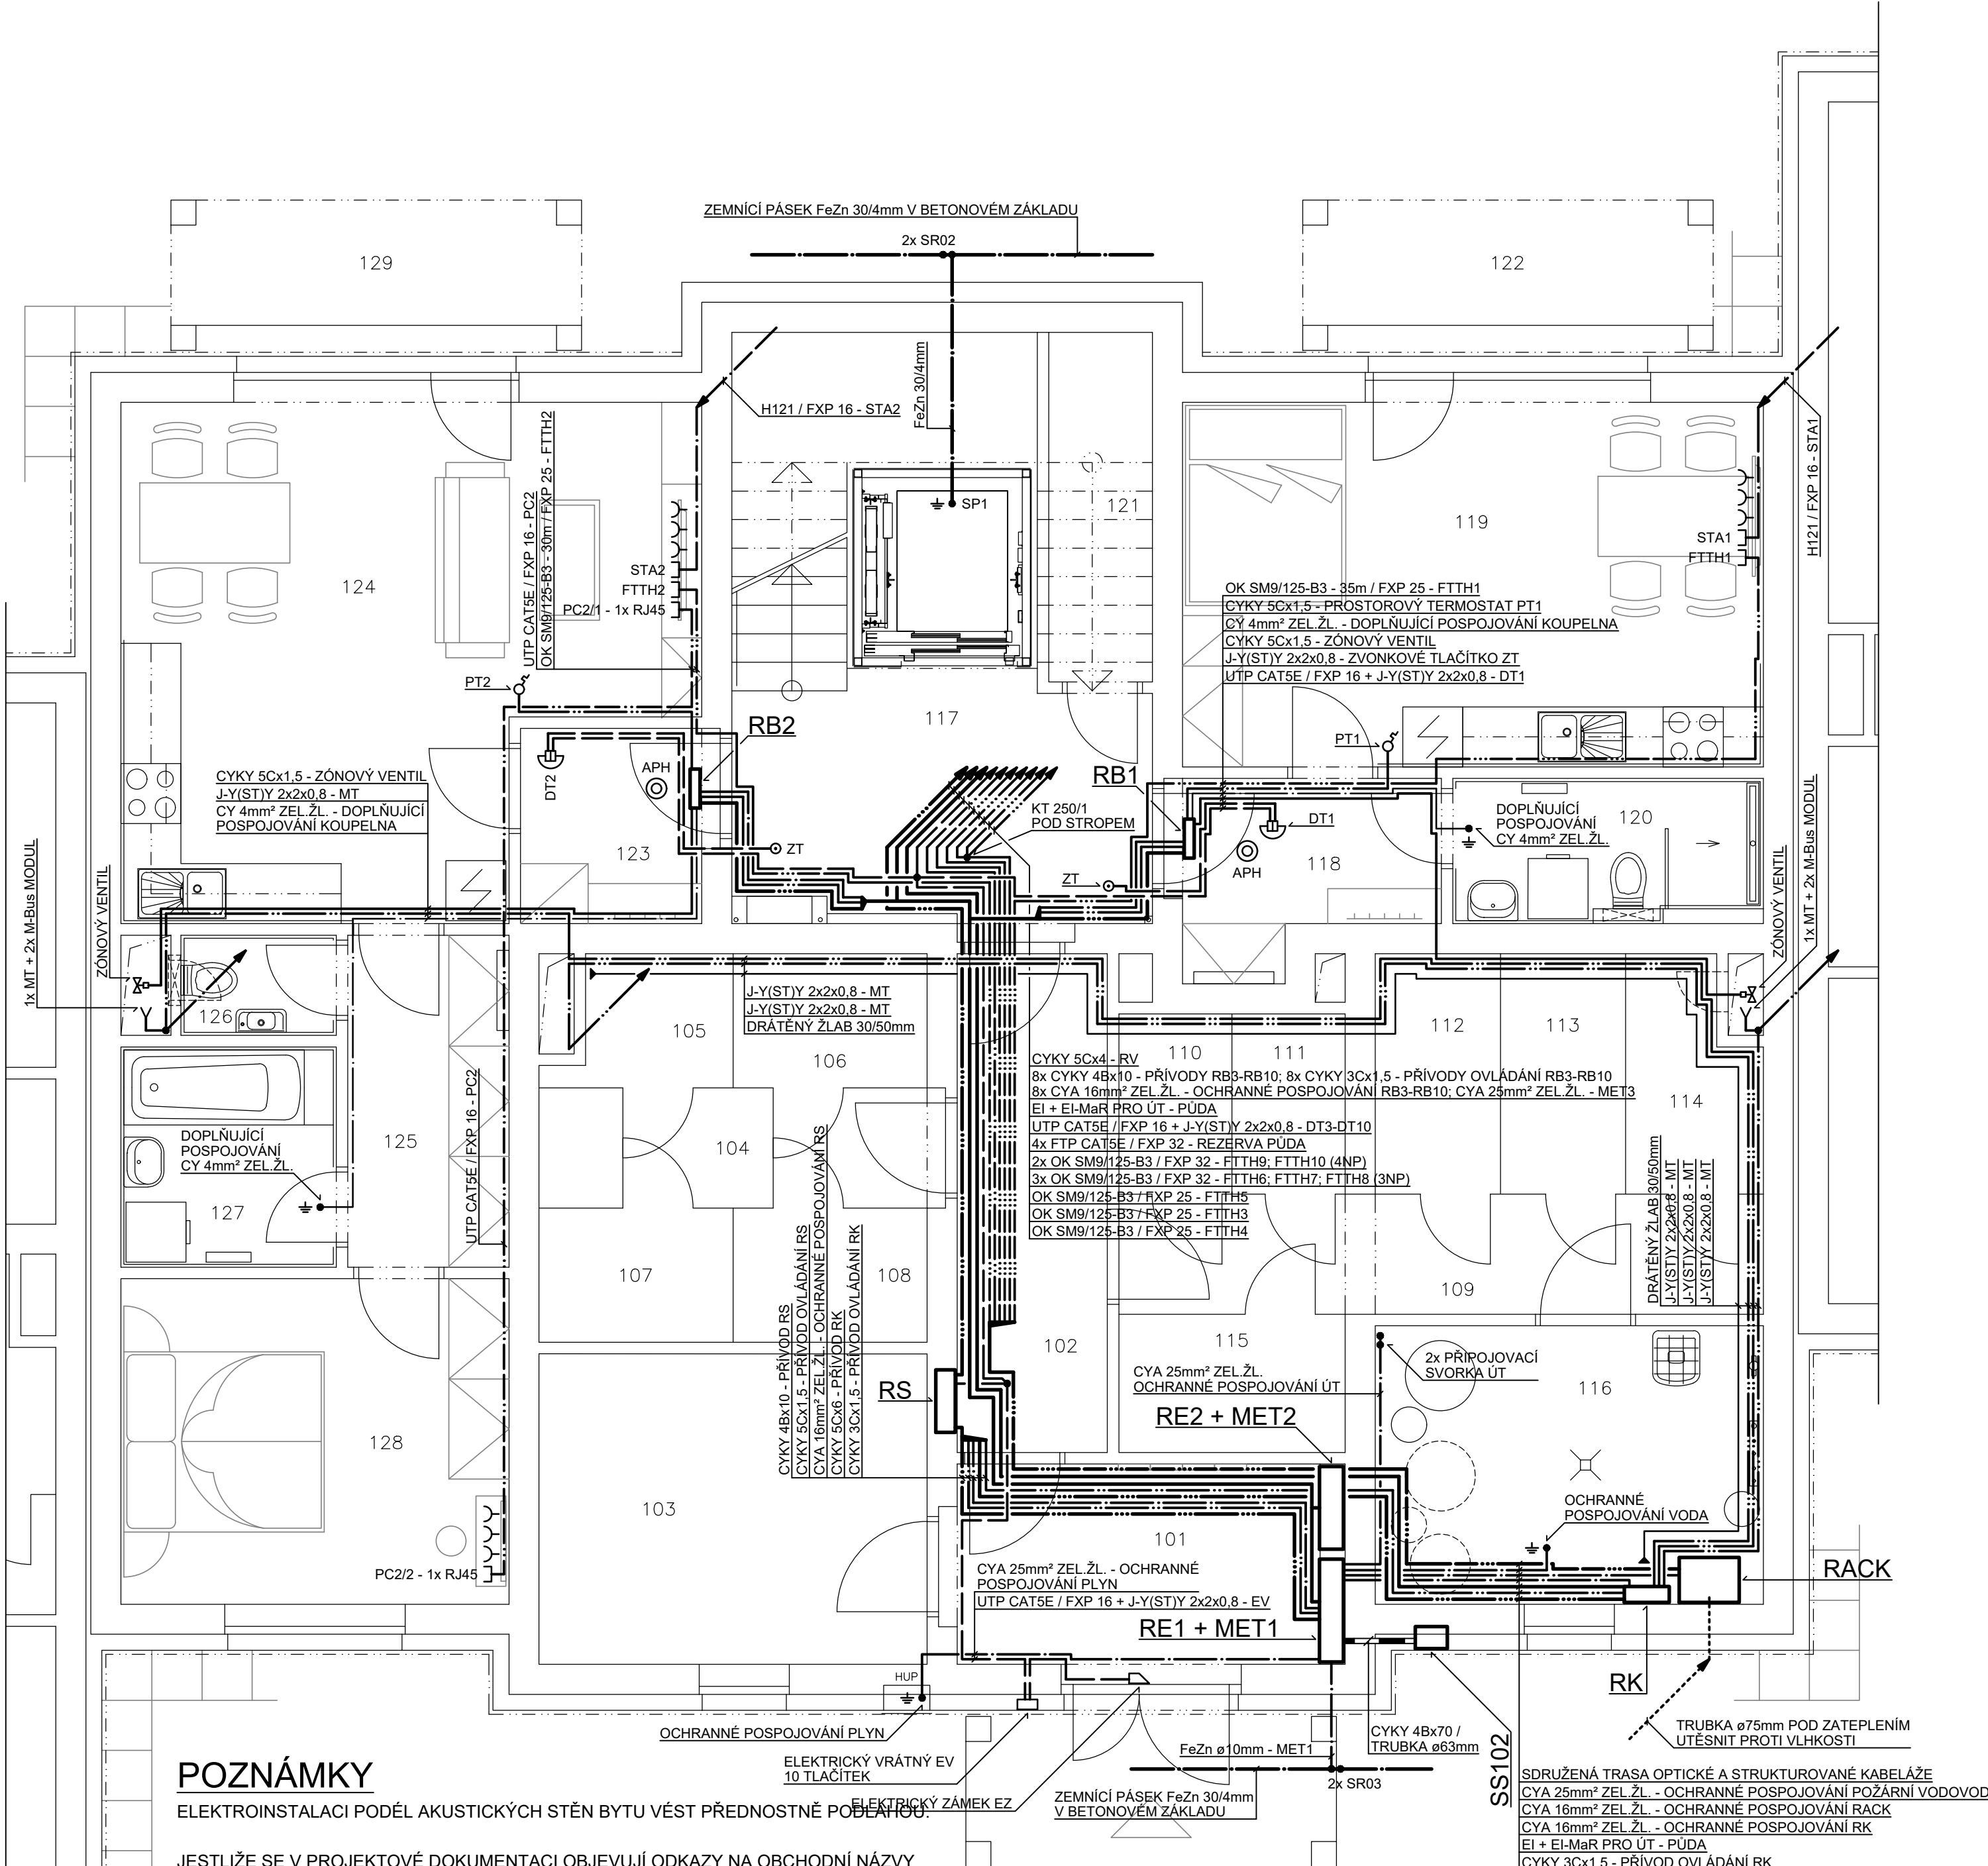 ZEMNÍCÍ PÁSEK FeZn 30/4mm V BETONOVÉM ZÁKLADU
2x SR02
129
122
FeZn 30/4mm
H121 / FXP 16 - STA2
H121 / FXP 16 - STA1
UTP CAT5E / FXP 16 - PC2
OK SM9/125-B3 - 30m / FXP 25 - FTTH2
SP1
121
119
124
STA2
FTTH2
PC2/1 - 1x RJ45
STA1
FTTH1
OK SM9/125-B3 - 35m / FXP 25 - FTTH1
CYKY 5Cx1,5 - PROSTOROVÝ TERMOSTAT PT1
CY 4mm² ZEL.ŽL. - DOPLŇUJÍCÍ POSPOJOVÁNÍ KOUPELNA
CYKY 5Cx1,5 - ZÓNOVÝ VENTIL
J-Y(ST)Y 2x2x0,8 - ZVONKOVÉ TLAČÍTKO ZT
UTP CAT5E / FXP 16 + J-Y(ST)Y 2x2x0,8 - DT1
PT2
117
RB2
PT1
RB1
DT2
APH
CYKY 5Cx1,5 - ZÓNOVÝ VENTIL
J-Y(ST)Y 2x2x0,8 - MT
CY 4mm² ZEL.ŽL. - DOPLŇUJÍCÍ
POSPOJOVÁNÍ KOUPELNA
KT 250/1
POD STROPEM
DT1
DOPLŇUJÍCÍ
POSPOJOVÁNÍ
CY 4mm² ZEL.ŽL.
120
123
ZT
118
APH
ZT
1x MT + 2x M-Bus MODUL
ZÓNOVÝ VENTIL
ZÓNOVÝ VENTIL
1x MT + 2x M-Bus MODUL
126
J-Y(ST)Y 2x2x0,8 - MT
J-Y(ST)Y 2x2x0,8 - MT
DRÁTĚNÝ ŽLAB 30/50mm
105
106
110
111
112
113
CYKY 5Cx4 - RV
8x CYKY 4Bx10 - PŘÍVODY RB3-RB10; 8x CYKY 3Cx1,5 - PŘÍVODY OVLÁDÁNÍ RB3-RB10
8x CYA 16mm² ZEL.ŽL. - OCHRANNÉ POSPOJOVÁNÍ RB3-RB10; CYA 25mm² ZEL.ŽL. - MET3
EI + EI-MaR PRO ÚT - PŮDA
UTP CAT5E / FXP 16 + J-Y(ST)Y 2x2x0,8 - DT3-DT10
4x FTP CAT5E / FXP 32 - REZERVA PŮDA
2x OK SM9/125-B3 / FXP 32 - FTTH9; FTTH10 (4NP)
3x OK SM9/125-B3 / FXP 32 - FTTH6; FTTH7; FTTH8 (3NP)
OK SM9/125-B3 / FXP 25 - FTTH5
OK SM9/125-B3 / FXP 25 - FTTH3
OK SM9/125-B3 / FXP 25 - FTTH4
114
DOPLŇUJÍCÍ
POSPOJOVÁNÍ
CY 4mm² ZEL.ŽL.
125
127
UTP CAT5E / FXP 16 - PC2
104
107
108
CYKY 4Bx10 - PŘÍVOD RS
CYKY 5Cx1,5 - PŘÍVOD OVLÁDÁNÍ RS
CYA 16mm² ZEL.ŽL. - OCHRANNÉ POSPOJOVÁNÍ RS
CYKY 5Cx6 - PŘÍVOD RK
CYKY 3Cx1,5 - PŘÍVOD OVLÁDÁNÍ RK
DRÁTĚNÝ ŽLAB 30/50mm
J-Y(ST)Y 2x2x0,8 - MT
J-Y(ST)Y 2x2x0,8 - MT
J-Y(ST)Y 2x2x0,8 - MT
109
102
115
CYA 25mm² ZEL.ŽL.
OCHRANNÉ POSPOJOVÁNÍ ÚT
2x PŘIPOJOVACÍ
SVORKA ÚT
116
RS
RE2 + MET2
128
103
101
OCHRANNÉ
POSPOJOVÁNÍ VODA
PC2/2 - 1x RJ45
CYA 25mm² ZEL.ŽL. - OCHRANNÉ
POSPOJOVÁNÍ PLYN
UTP CAT5E / FXP 16 + J-Y(ST)Y 2x2x0,8 - EV
RACK
RE1 + MET1
HUP
RK
OCHRANNÉ POSPOJOVÁNÍ PLYN
CYKY 4Bx70 /
TRUBKA ø63mm
TRUBKA ø75mm POD ZATEPLENÍM
UTĚSNIT PROTI VLHKOSTI
SS102
FeZn ø10mm - MET1
ELEKTRICKÝ VRÁTNÝ EV
10 TLAČÍTEK
2x SR03
ELEKTRICKÝ ZÁMEK EZ
ZEMNÍCÍ PÁSEK FeZn 30/4mm
V BETONOVÉM ZÁKLADU
SDRUŽENÁ TRASA OPTICKÉ A STRUKTUROVANÉ KABELÁŽE
CYA 25mm² ZEL.ŽL. - OCHRANNÉ POSPOJOVÁNÍ POŽÁRNÍ VODOVOD
CYA 16mm² ZEL.ŽL. - OCHRANNÉ POSPOJOVÁNÍ RACK
CYA 16mm² ZEL.ŽL. - OCHRANNÉ POSPOJOVÁNÍ RK
EI + EI-MaR PRO ÚT - PŮDA
CYKY 3Cx1,5 - PŘÍVOD OVLÁDÁNÍ RK
POZNÁMKY
ELEKTROINSTALACI PODÉL AKUSTICKÝCH STĚN BYTU VÉST PŘEDNOSTNĚ PODLAHOU.
JESTLIŽE SE V PROJEKTOVÉ DOKUMENTACI OBJEVUJÍ ODKAZY NA OBCHODNÍ NÁZVY